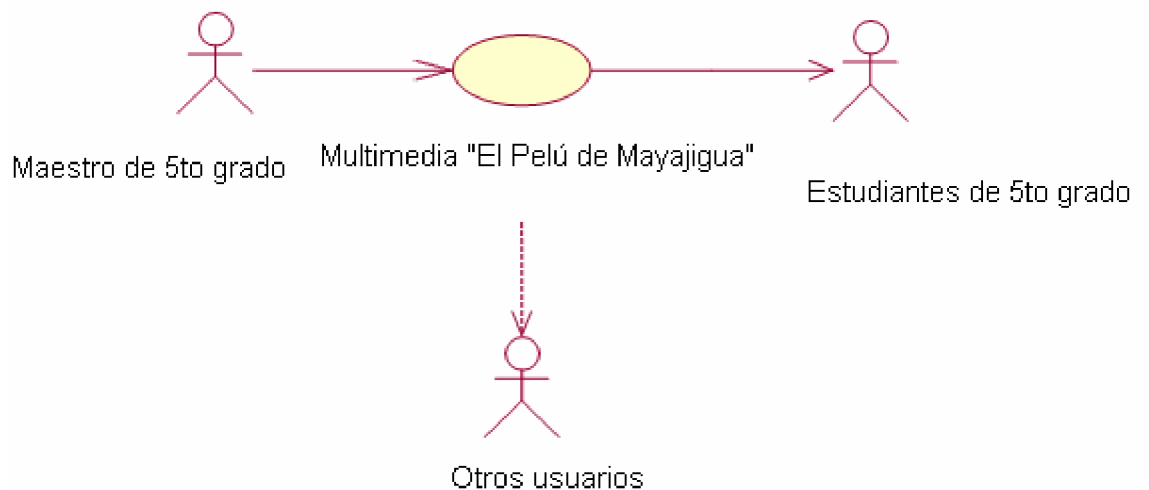 Maestro de 5to grado
Multimedia "El Pelú de Mayajigua"
Estudiantes de 5to grado
Otros usuarios